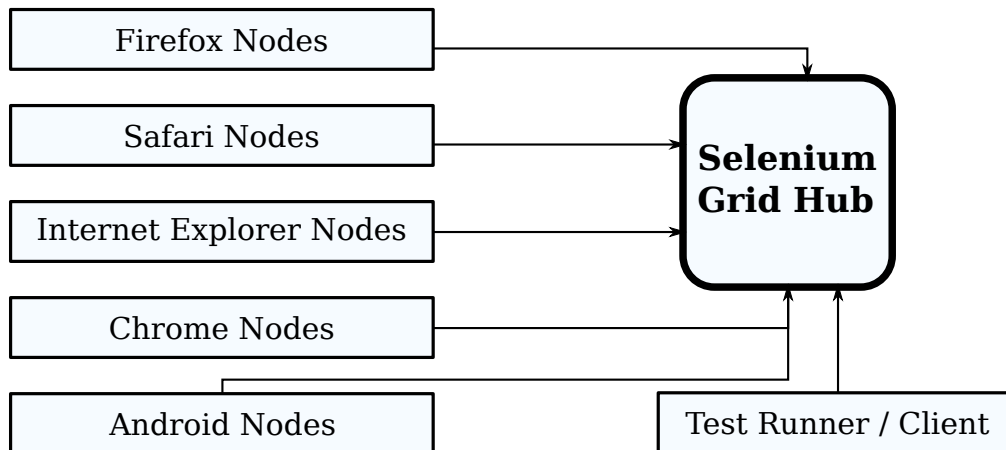 Firefox Nodes
Safari Nodes
Selenium
Grid Hub
Internet Explorer Nodes
Chrome Nodes
Android Nodes
Test Runner / Client